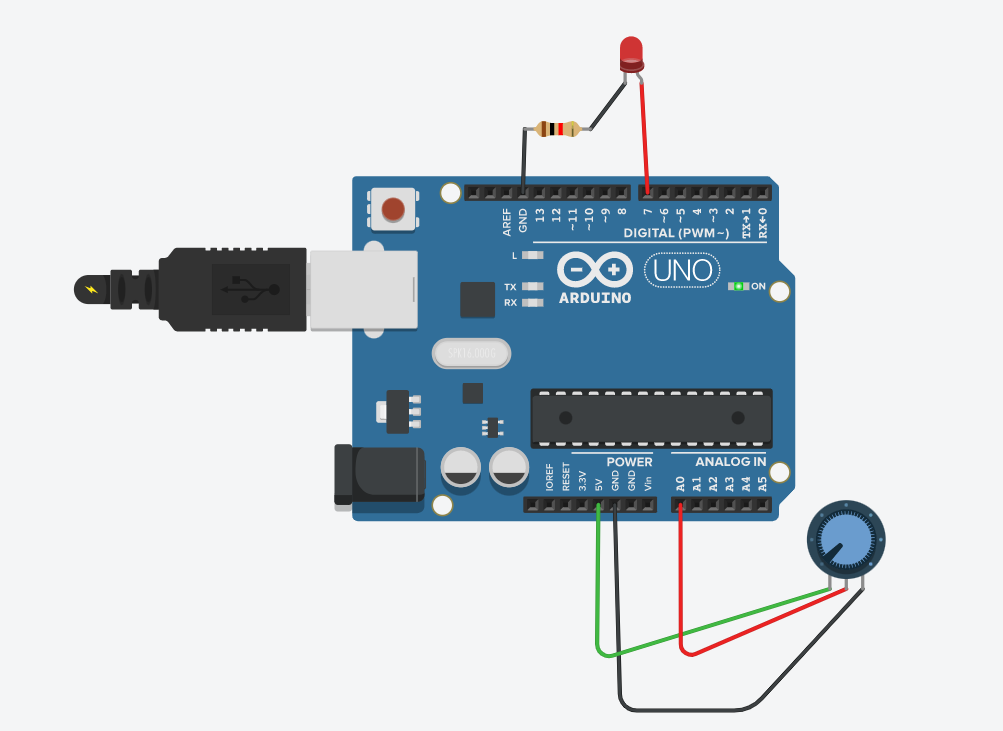 AREF
GND
13
12
~11
~10
~9
8
7
~6
~5
4
~3
2
TX→1
RX←0
DIGITAL (PWM~)
L
TX
RX
UNO
ON
ARDUINO
POWER
ANALOG IN
IOREF
RESET
3.3V
5V
GND
GND
Vin
A0
A1
A2
A3
A4
A5